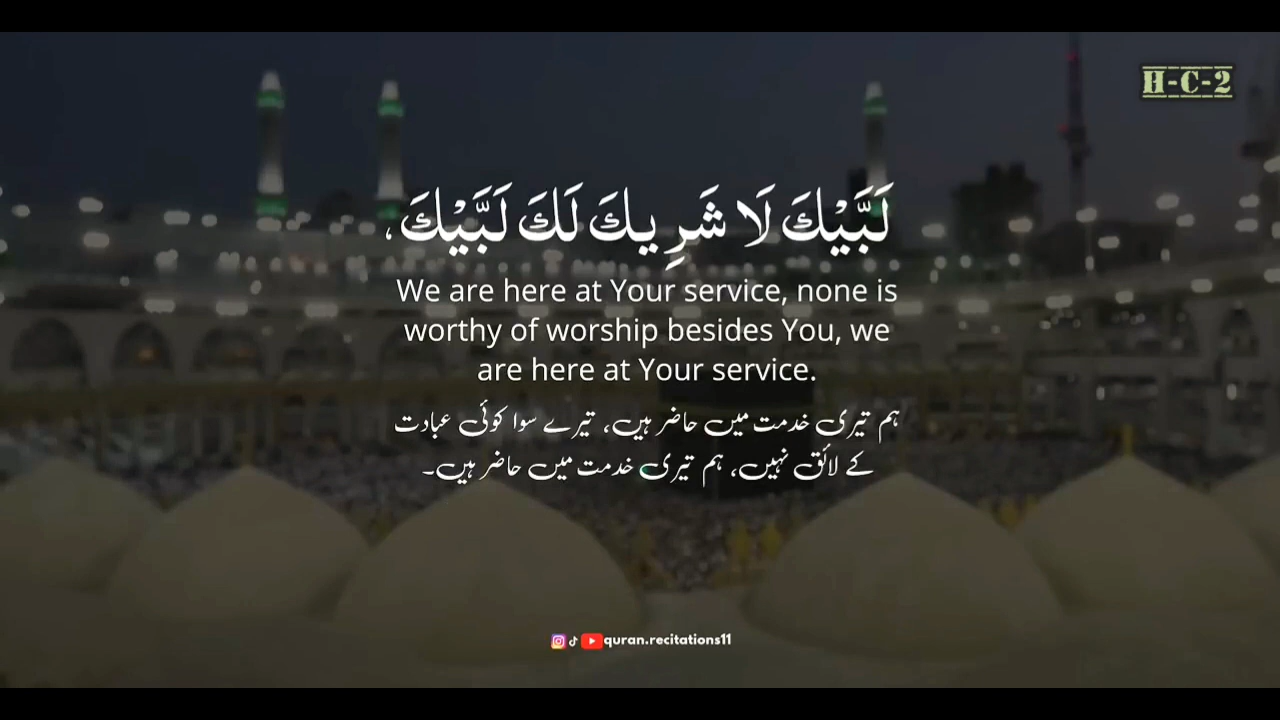 H-C-2
لَبَّيْكَ لَا شَرِيكَ لَكَ لَبَّيْكَ،
We are here at Your service, none is
worthy of worship besides You, we
are here at Your service.
ہم تیری خدمت میں حاضر ہیں، تیرے سوا کوئی عبادت
کے لائق نہیں، ہم تیری خدمت میں حاضر ہیں۔
quran.recitations11